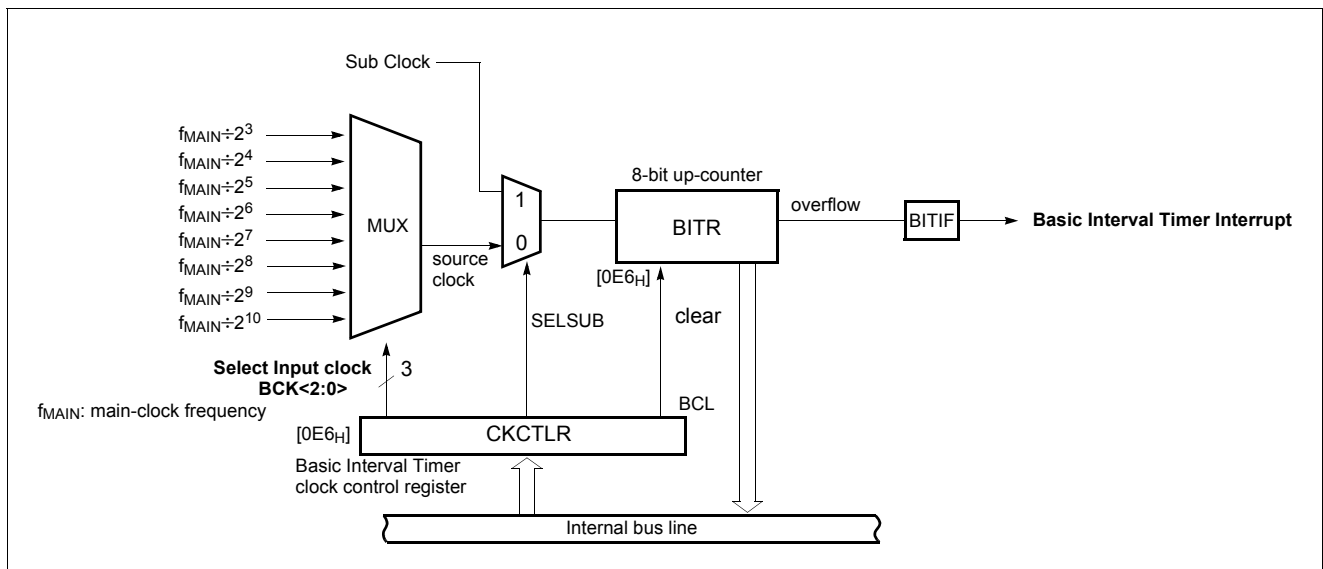 Sub Clock
fMAIN÷2³
fMAIN÷2⁴
fMAIN÷2⁵
fMAIN÷2⁶
fMAIN÷2⁷
fMAIN÷2⁸
fMAIN÷2⁹
fMAIN÷2¹⁰
MUX
source
clock
1
0
8-bit up-counter
BITR
[0E6H]
overflow
BITIF
Basic Interval Timer Interrupt
SELSUB
clear
Select Input clock
BCK<2:0>
3
BCL
fMAIN: main-clock frequency
[0E6H]
CKCTLR
Basic Interval Timer
clock control register
Internal bus line